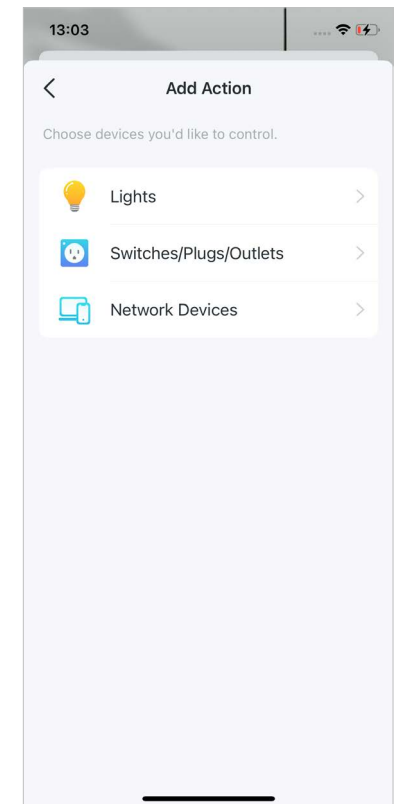 13:03
Add Action
Choose devices you'd like to control.
Lights
Switches/Plugs/Outlets
Network Devices